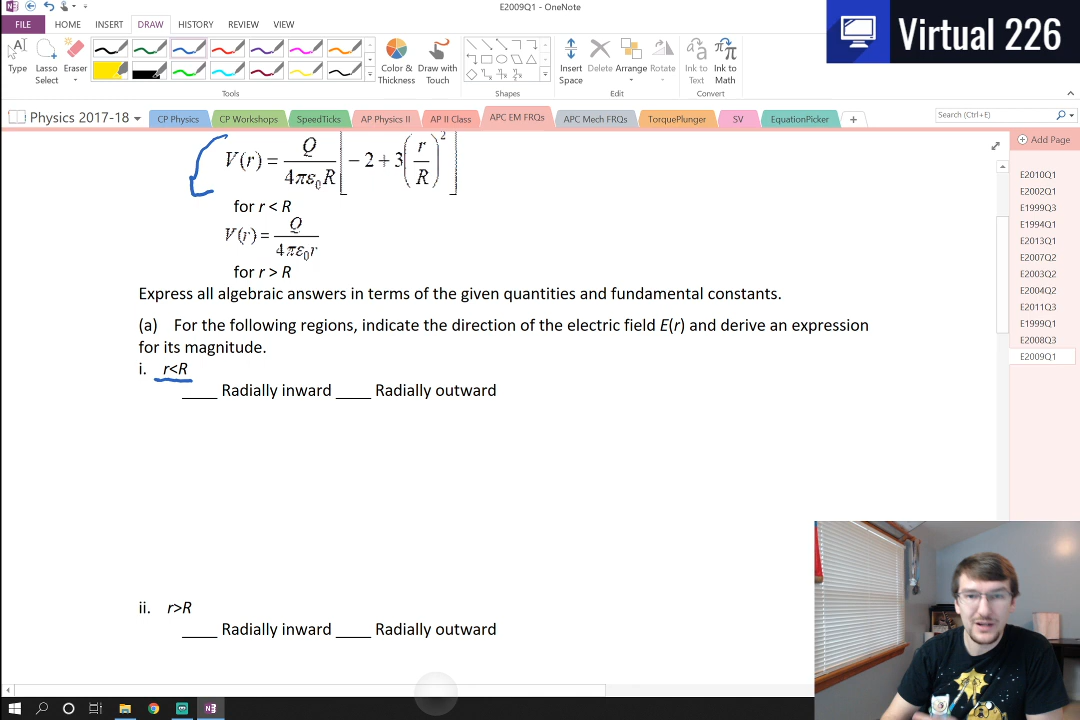 E2009Q1 - OneNote
FILE HOME INSERT DRAW HISTORY REVIEW VIEW
Virtual 226
Type
Lasso Select
Eraser
Color & Thickness
Draw with Touch
Insert Space
Delete
Arrange
Rotate
Ink to Text
Ink to Math
Tools Shapes Edit Convert
Physics 2017-18 CP Physics CP Workshops SpeedTicks AP Physics II AP II Class APC EM FRQs APC Mech FRQs TorquePlunger SV EquationPicker
Search (Ctrl+E)
Add Page
E2010Q1
E2002Q1
E1999Q3
E1994Q1
E2013Q1
E2007Q2
E2003Q2
E2004Q2
E2011Q3
E1999Q1
E2008Q3
E2009Q1
V(r) = Q / 4πε₀R [ − 2 + 3 ( r / R )² ]
for r < R
V(r) = Q / 4πε₀r
for r > R
Express all algebraic answers in terms of the given quantities and fundamental constants.
(a) For the following regions, indicate the direction of the electric field E(r) and derive an expression
for its magnitude.
i. r<R
____ Radially inward ____ Radially outward
ii. r>R
____ Radially inward ____ Radially outward